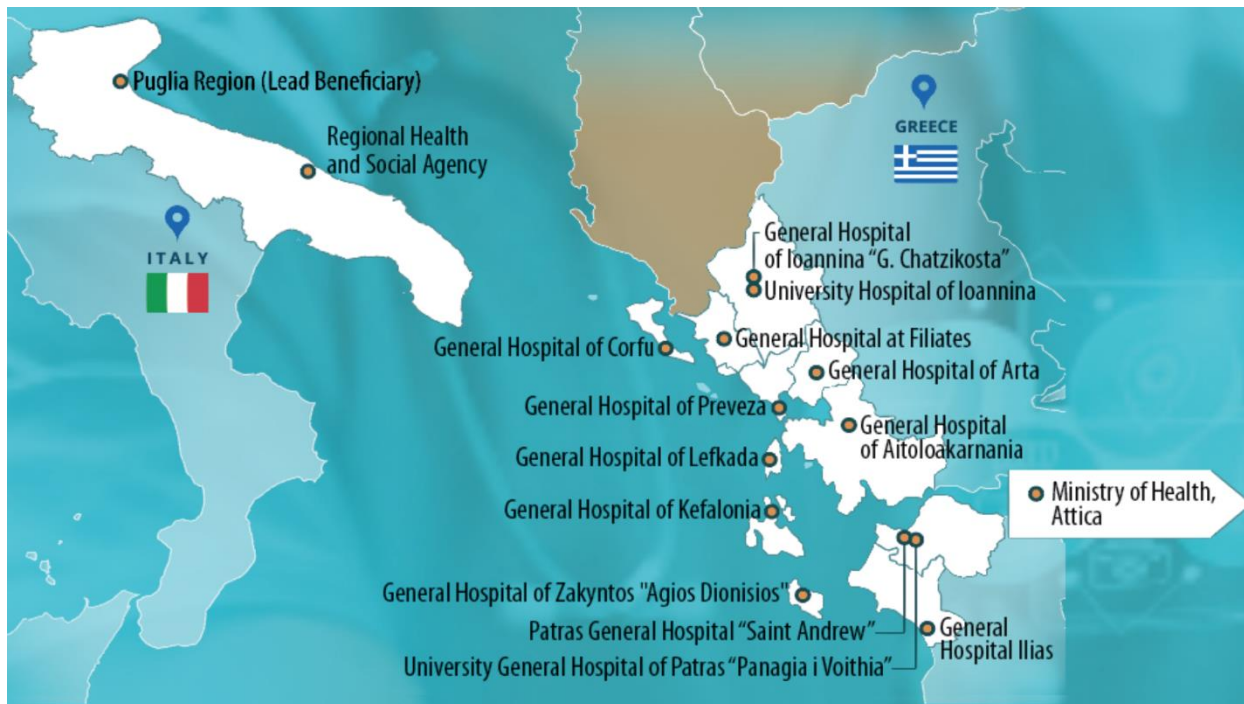 Puglia Region (Lead Beneficiary)
Regional Health
and Social Agency
ITALY
GREECE
General Hospital
of Ioannina “G. Chatzikosta”
University Hospital of Ioannina
General Hospital at Filiates
General Hospital of Corfu
General Hospital of Arta
General Hospital of Preveza
General Hospital
of Aitoloakarnania
General Hospital of Lefkada
General Hospital of Kefalonia
Ministry of Health,
Attica
General Hospital of Zakyntos "Agios Dionisios"
Patras General Hospital “Saint Andrew”
General
Hospital Ilias
University General Hospital of Patras “Panagia i Voithia”